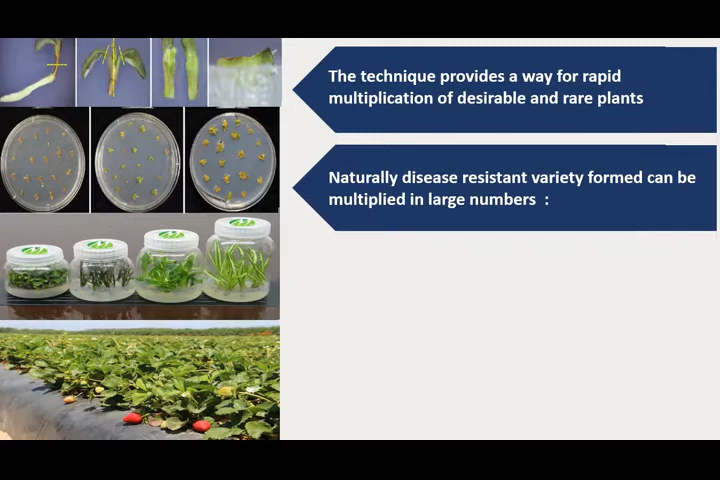 The technique provides a way for rapid
multiplication of desirable and rare plants
Naturally disease resistant variety formed can be
multiplied in large numbers  :